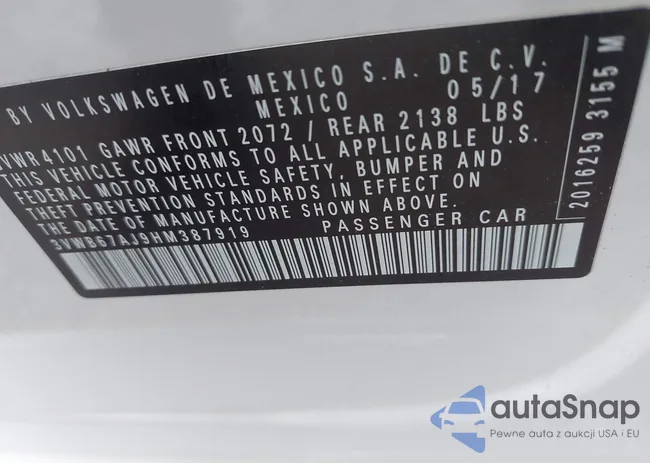 BY VOLKSWAGEN DE MEXICO S.A. DE C.V.
MEXICO 05/17
GAWR FRONT 2072 / REAR 2138 LBS
THIS VEHICLE CONFORMS TO ALL APPLICABLE U.S.
FEDERAL MOTOR VEHICLE SAFETY, BUMPER AND
THEFT PREVENTION STANDARDS IN EFFECT ON
THE DATE OF MANUFACTURE SHOWN ABOVE.
3VWB67AJ9HM387919 PASSENGER CAR
2016259 3155 M
autaSnap
Pewne auta z aukcji USA i EU